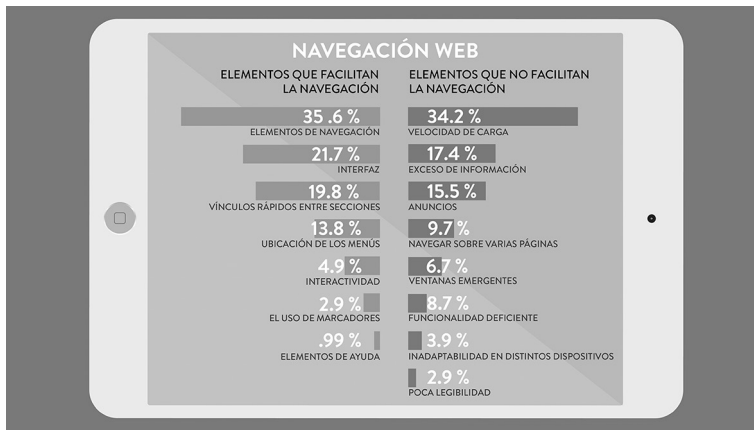 NAVEGACIÓN WEB
ELEMENTOS QUE FACILITAN
LA NAVEGACIÓN
35 .6 %
ELEMENTOS DE NAVEGACIÓN
21.7 %
INTERFAZ
19.8 %
VÍNCULOS RÁPIDOS ENTRE SECCIONES
13.8 %
UBICACIÓN DE LOS MENÚS
4.9 %
INTERACTIVIDAD
2.9 %
EL USO DE MARCADORES
.99 %
ELEMENTOS DE AYUDA
ELEMENTOS QUE NO FACILITAN
LA NAVEGACIÓN
34.2 %
VELOCIDAD DE CARGA
17.4 %
EXCESO DE INFORMACIÓN
15.5 %
ANUNCIOS
9.7 %
NAVEGAR SOBRE VARIAS PÁGINAS
6.7 %
VENTANAS EMERGENTES
8.7 %
FUNCIONALIDAD DEFICIENTE
3.9 %
INADAPTABILIDAD EN DISTINTOS DISPOSITIVOS
2.9 %
POCA LEGIBILIDAD